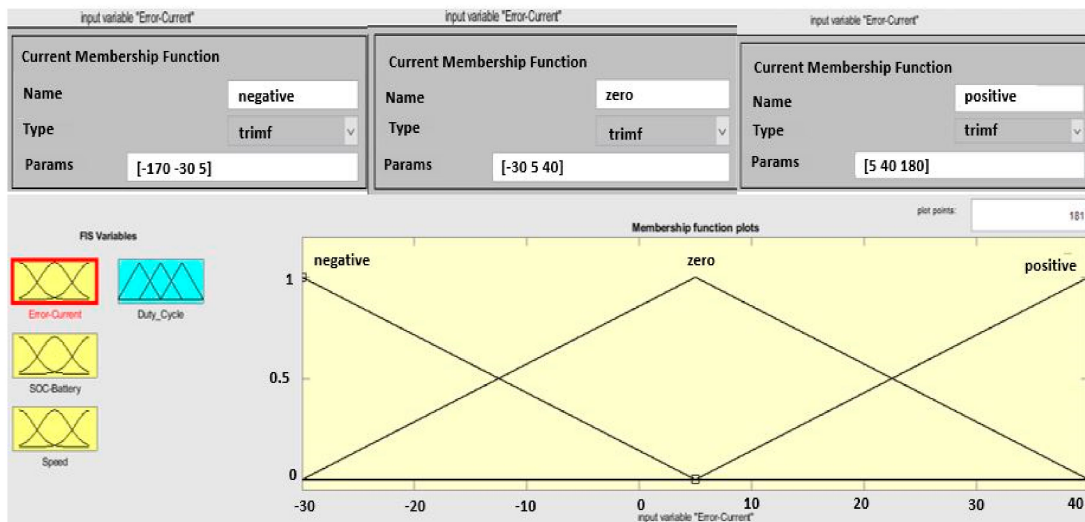 input variable "Error-Current"
Current Membership Function
Name negative
Type trimf
Params [-170 -30 5]
input variable "Error-Current"
Current Membership Function
Name zero
Type trimf
Params [-30 5 40]
input variable "Error-Current"
Current Membership Function
Name positive
Type trimf
Params [5 40 180]
plot points: 181
FIS Variables
Error-Current
Duty_Cycle
SOC-Battery
Speed
Membership function plots
negative zero positive
1
0.5
0
-30 -20 -10 0 10 20 30 40
input variable "Error-Current"